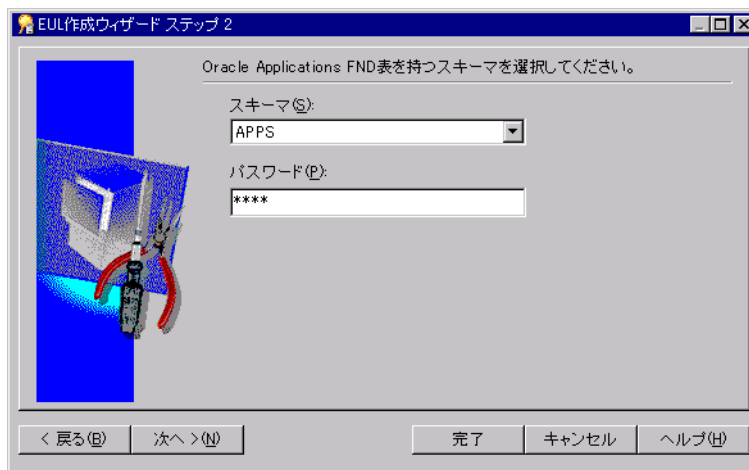 EUL作成ウィザード ステップ 2
Oracle Applications FND表を持つスキーマを選択してください。
スキーマ(S):
APPS
パスワード(P):
****
< 戻る(B)
次へ >(N)
完了
キャンセル
ヘルプ(H)